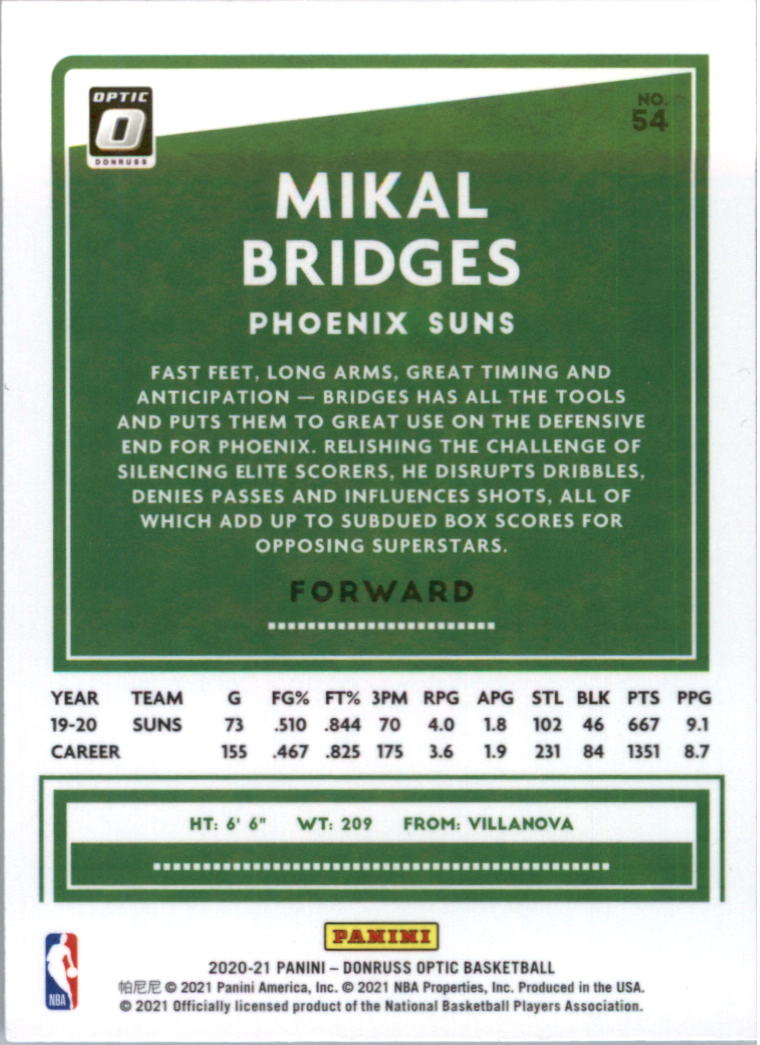 OPTIC
O
DONRUSS
NO.
54
MIKAL
BRIDGES
PHOENIX SUNS
FAST FEET, LONG ARMS, GREAT TIMING AND
ANTICIPATION — BRIDGES HAS ALL THE TOOLS
AND PUTS THEM TO GREAT USE ON THE DEFENSIVE
END FOR PHOENIX. RELISHING THE CHALLENGE OF
SILENCING ELITE SCORERS, HE DISRUPTS DRIBBLES,
DENIES PASSES AND INFLUENCES SHOTS, ALL OF
WHICH ADD UP TO SUBDUED BOX SCORES FOR
OPPOSING SUPERSTARS.
FORWARD
YEAR TEAM G FG% FT% 3PM RPG APG STL BLK PTS PPG
19-20 SUNS 73 .510 .844 70 4.0 1.8 102 46 667 9.1
CAREER 155 .467 .825 175 3.6 1.9 231 84 1351 8.7
HT: 6' 6" WT: 209 FROM: VILLANOVA
PANINI
NBA
2020-21 PANINI – DONRUSS OPTIC BASKETBALL
帕尼尼 © 2021 Panini America, Inc. © 2021 NBA Properties, Inc. Produced in the USA.
© 2021 Officially licensed product of the National Basketball Players Association.